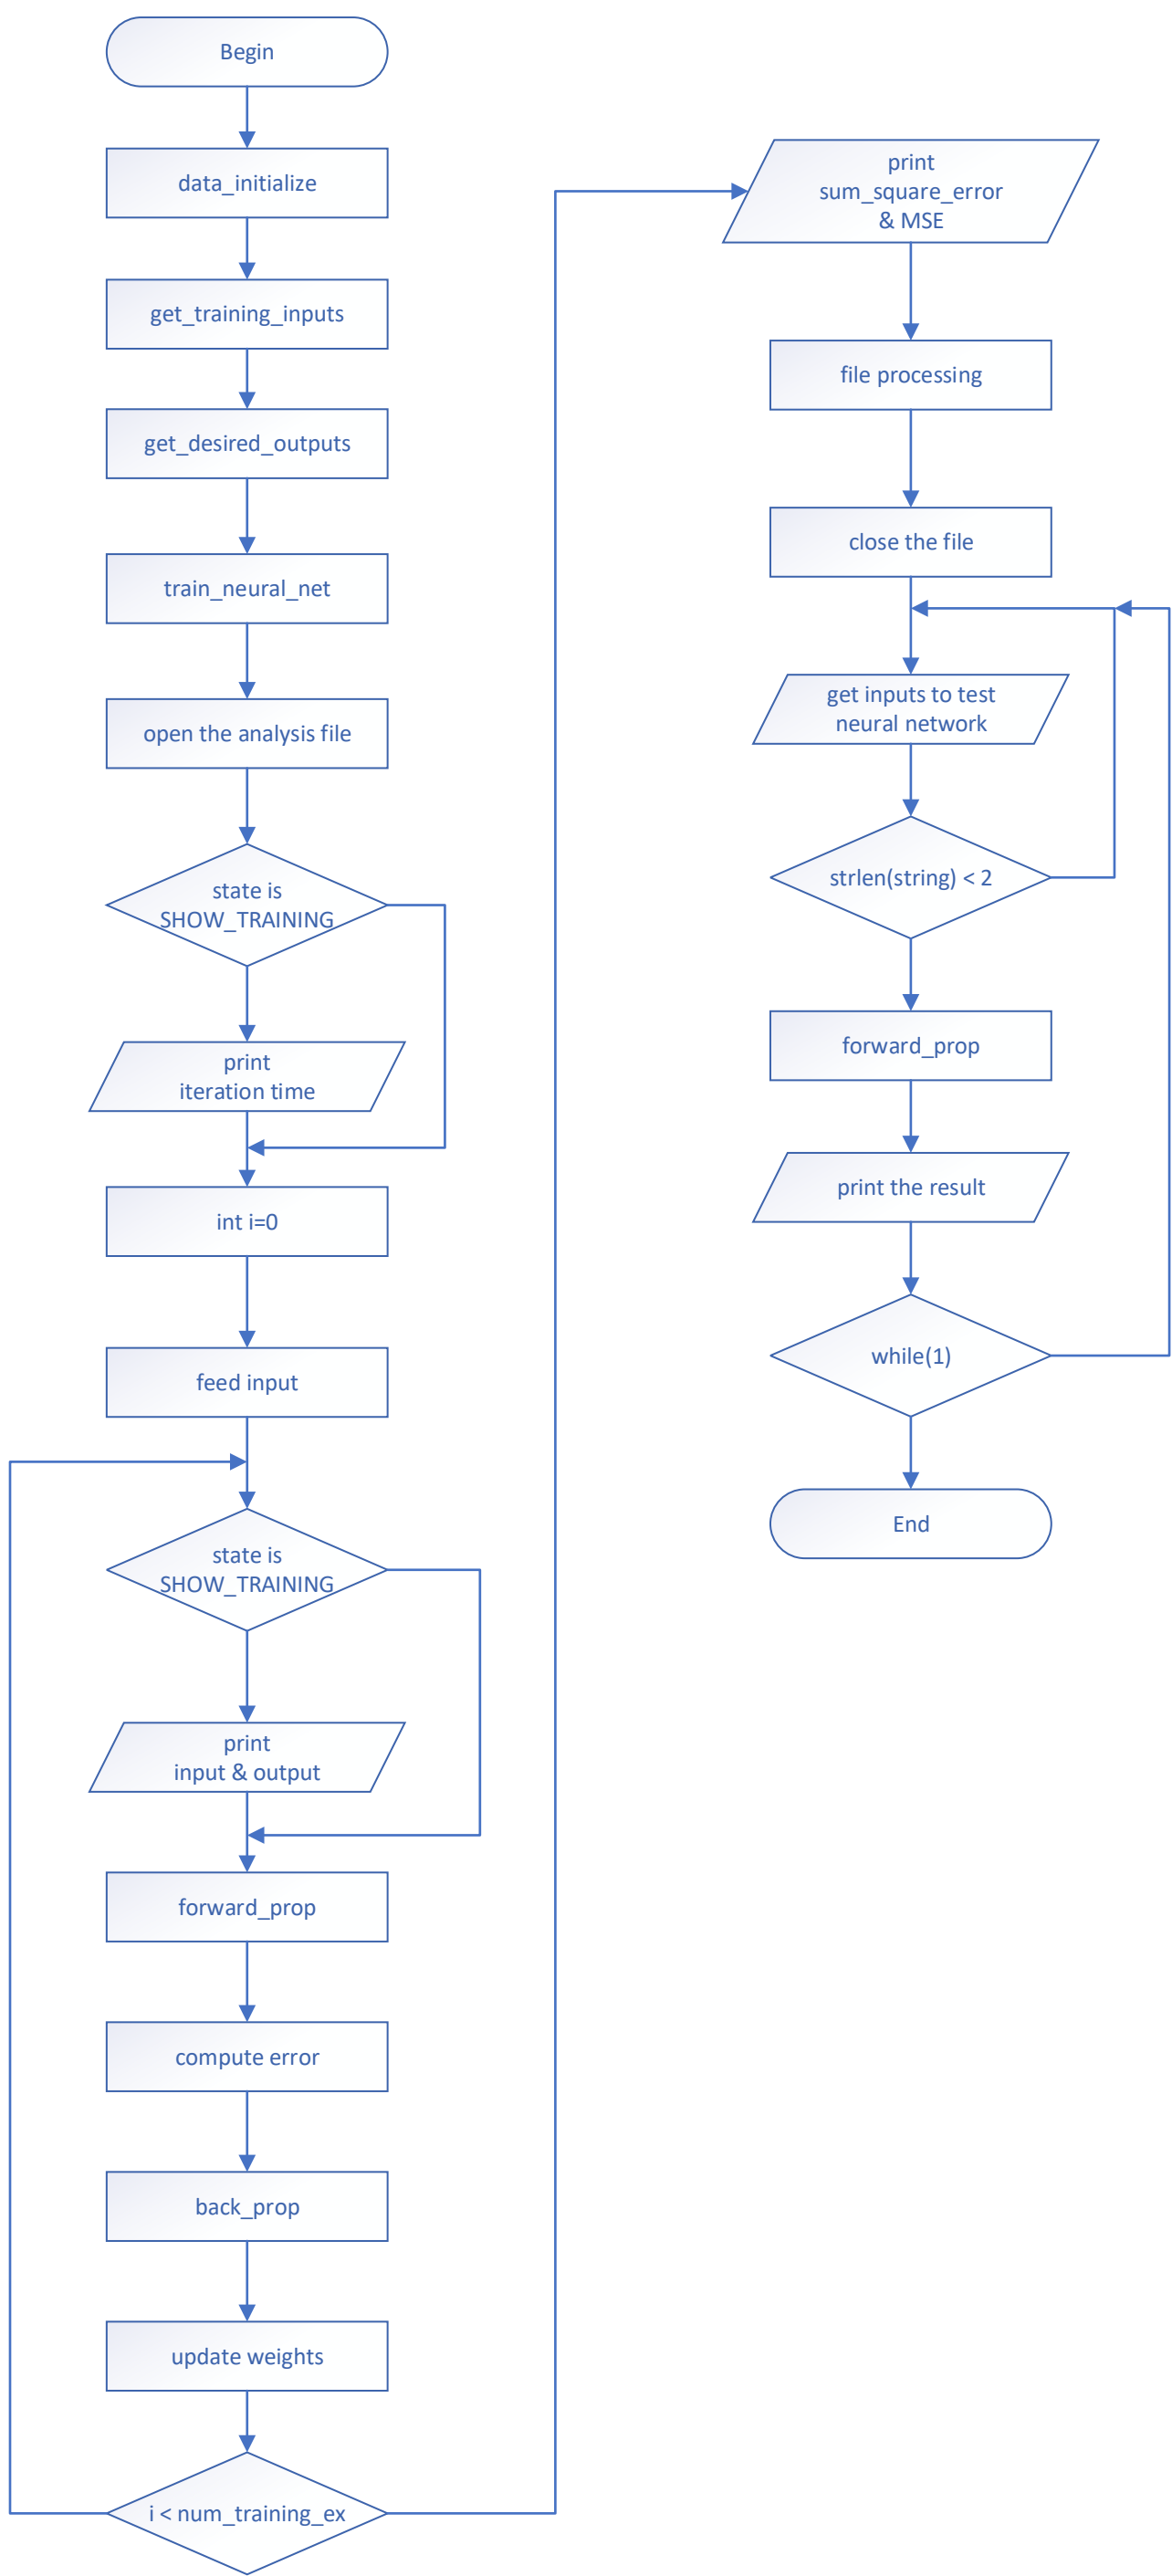 Begin
data_initialize
get_training_inputs
get_desired_outputs
train_neural_net
open the analysis file
state is
SHOW_TRAINING
print
iteration time
int i=0
feed input
state is
SHOW_TRAINING
print
input & output
forward_prop
compute error
back_prop
update weights
i < num_training_ex
print
sum_square_error
& MSE
file processing
close the file
get inputs to test
neural network
strlen(string) < 2
forward_prop
print the result
while(1)
End